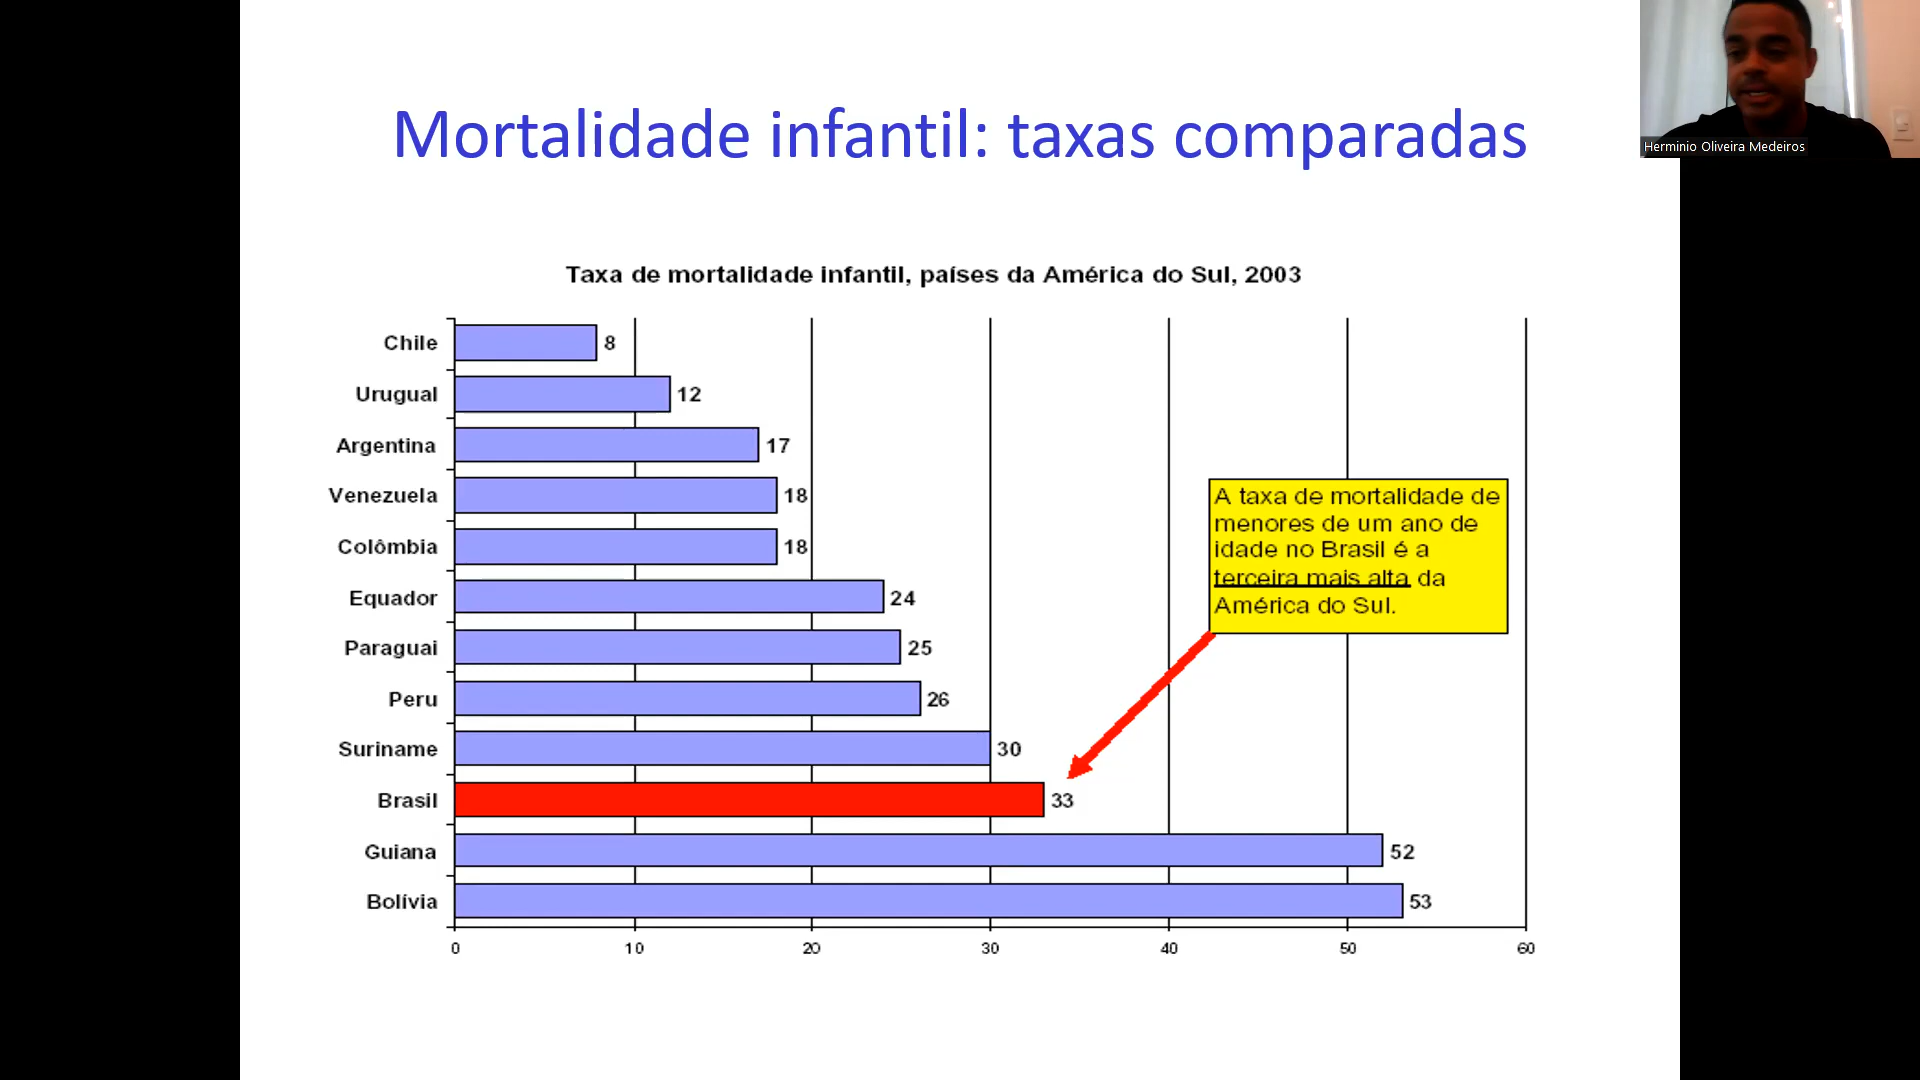 Mortalidade infantil: taxas comparadas
Herminio Oliveira Medeiros
Taxa de mortalidade infantil, países da América do Sul, 2003
Chile 8
Urugual 12
Argentina 17
Venezuela 18
Colômbia 18
Equador 24
Paraguai 25
Peru 26
Suriname 30
Brasil 33
Guiana 52
Bolívia 53
0 10 20 30 40 50 60
A taxa de mortalidade de
menores de um ano de
idade no Brasil é a
terceira mais alta da
América do Sul.